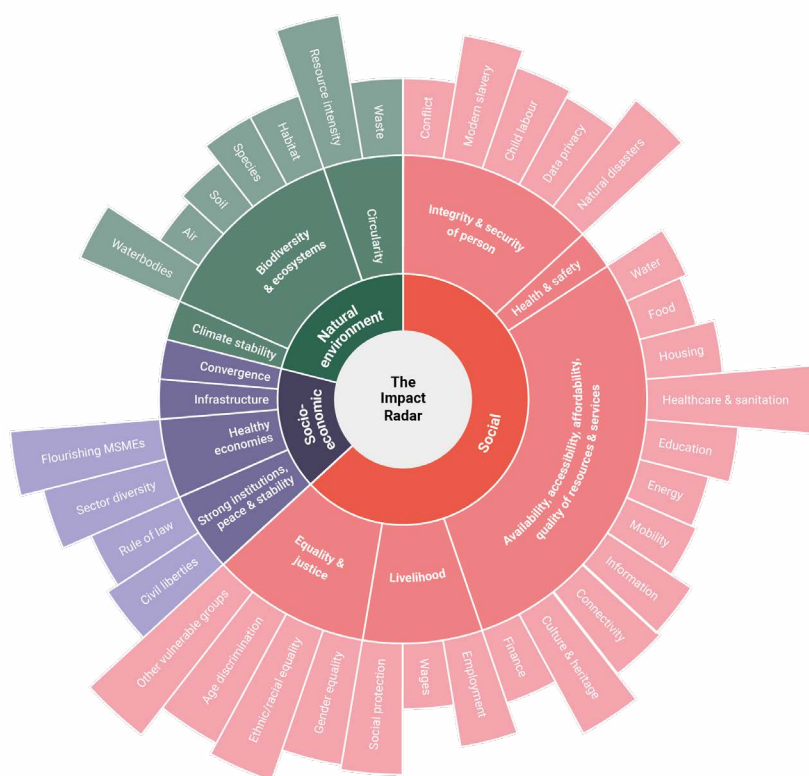 The
Impact
Radar
Social
Integrity & security
of person
Conflict
Modern slavery
Child labour
Data privacy
Natural disasters
Health & safety
Availability, accessibility, affordability,
quality of resources & services
Water
Food
Housing
Healthcare & sanitation
Education
Energy
Mobility
Information
Connectivity
Culture & heritage
Finance
Livelihood
Employment
Wages
Social protection
Equality &
justice
Gender equality
Ethnic/racial equality
Age discrimination
Other vulnerable groups
Socio-
economic
Strong institutions,
peace & stability
Civil liberties
Rule of law
Healthy
economies
Sector diversity
Flourishing MSMEs
Infrastructure
Convergence
Natural
environment
Climate stability
Biodiversity
& ecosystems
Waterbodies
Air
Soil
Species
Habitat
Circularity
Resource intensity
Waste